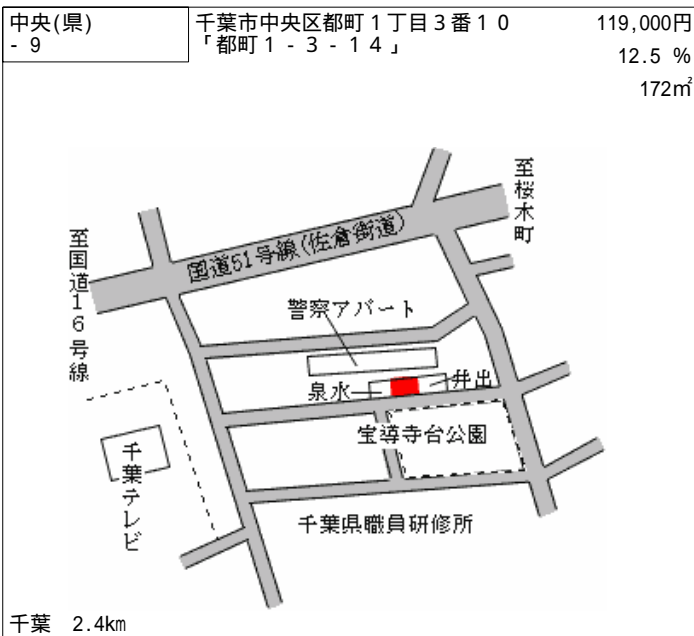 中央(県)
- 9
千葉市中央区都町1丁目3番10
「都町1-3-14」
119,000円
12.5 %
172㎡
至桜木町
国道51号線(佐倉街道)
至国道16号線
警察アパート
泉水
井出
宝導寺台公園
千葉テレビ
千葉県職員研修所
千葉 2.4km